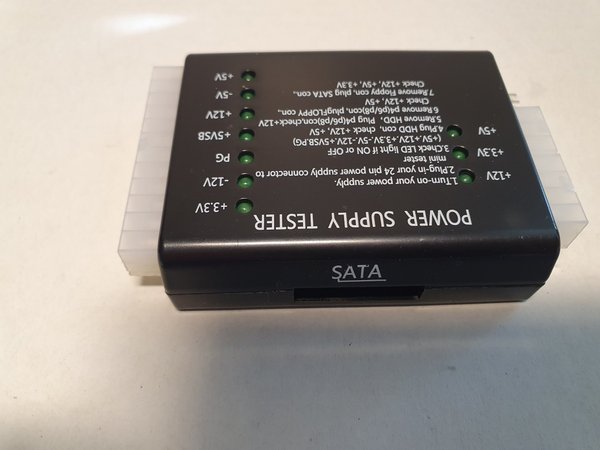 POWER SUPPLY TESTER
1.Turn-on your power supply.
2.Plug-in your 24 pin power supply connector to
mini tester
3.Check LED light if ON or OFF
(+5V,+12V,+3.3V,-5V-12V,+5VSB,PG)
4.Plug HDD con. check +12V, +5V
5.Remove HDD, Plug p4(p6/p8)con,check+12V
6.Remove p4(p6/p8)con,plugFLOPPY con,,
Check +12V, +5V
7.Remove Floppy con, plug SATA con,,
Check +12V, +5V, +3.3V
+12V
+3.3V
+5V
+3.3V
-12V
PG
+5VSB
+12V
-5V
+5V
SATA